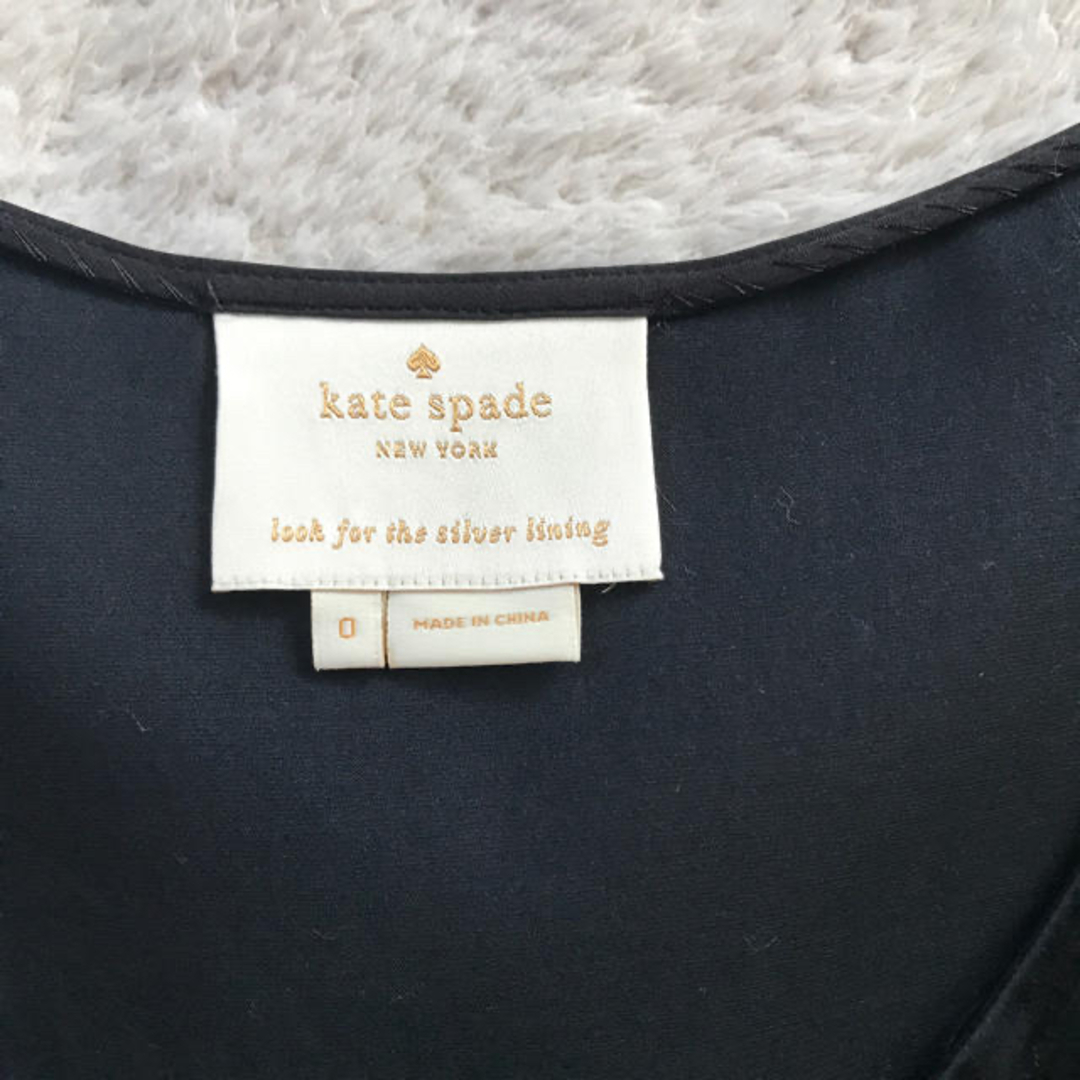 kate spade
NEW YORK
look for the silver lining
0 MADE IN CHINA